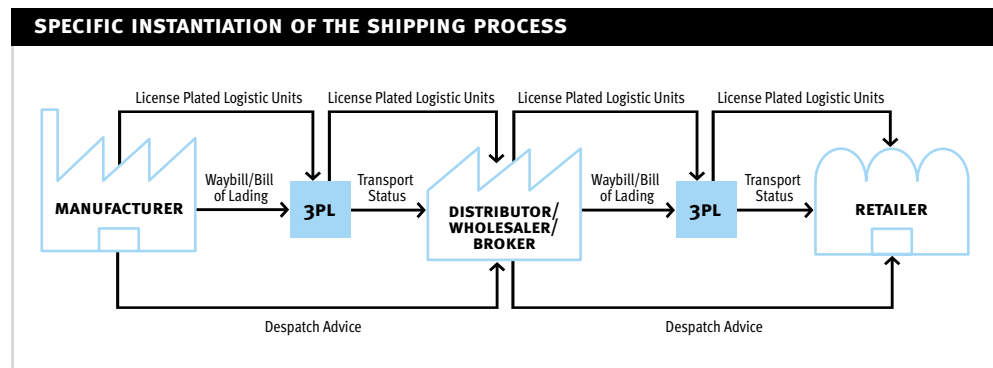 SPECIFIC INSTANTIATION OF THE SHIPPING PROCESS
License Plated Logistic Units
License Plated Logistic Units
License Plated Logistic Units
License Plated Logistic Units
MANUFACTURER
Waybill/Bill
of Lading
3PL
Transport
Status
DISTRIBUTOR/
WHOLESALER/
BROKER
Waybill/Bill
of Lading
3PL
Transport
Status
RETAILER
Despatch Advice
Despatch Advice